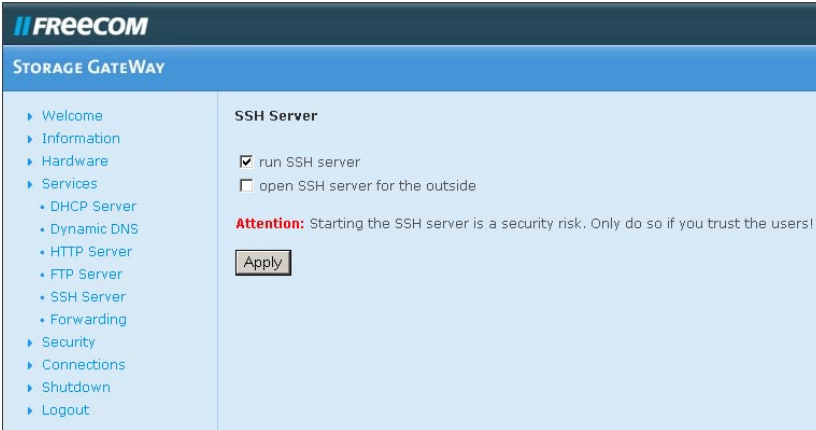 FREECOM
STORAGE GATEWAY
Welcome
Information
Hardware
Services
DHCP Server
Dynamic DNS
HTTP Server
FTP Server
SSH Server
Forwarding
Security
Connections
Shutdown
Logout
SSH Server
run SSH server
open SSH server for the outside
Attention: Starting the SSH server is a security risk. Only do so if you trust the users!
Apply